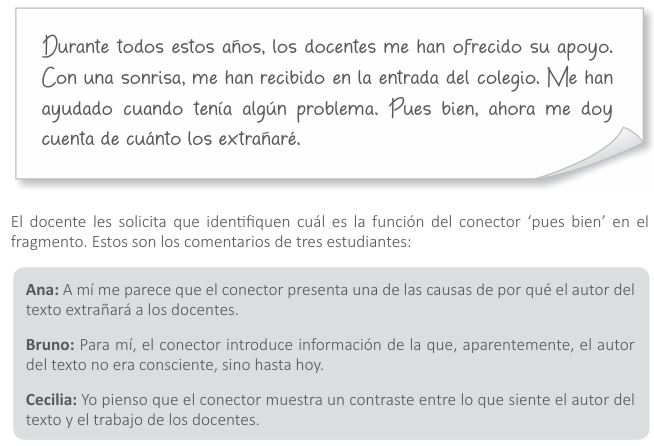 Durante todos estos años, los docentes me han ofrecido su apoyo.
Con una sonrisa, me han recibido en la entrada del colegio. Me han
ayudado cuando tenía algún problema. Pues bien, ahora me doy
cuenta de cuánto los extrañaré.
El docente les solicita que identifiquen cuál es la función del conector ‘pues bien’ en el
fragmento. Estos son los comentarios de tres estudiantes:
Ana: A mí me parece que el conector presenta una de las causas de por qué el autor del
texto extrañará a los docentes.
Bruno: Para mí, el conector introduce información de la que, aparentemente, el autor
del texto no era consciente, sino hasta hoy.
Cecilia: Yo pienso que el conector muestra un contraste entre lo que siente el autor del
texto y el trabajo de los docentes.